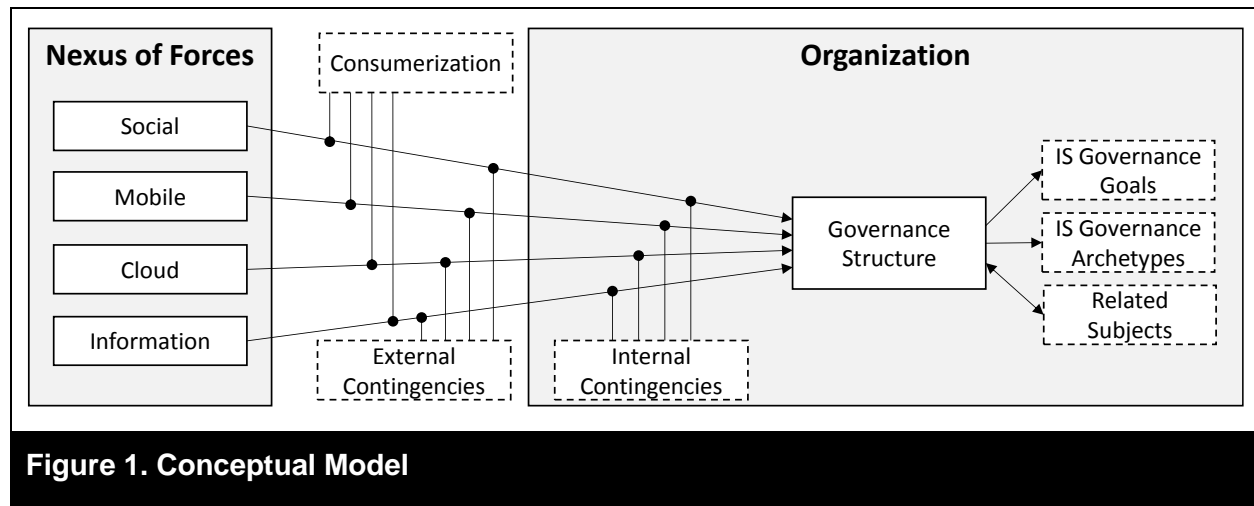 Nexus of Forces
Social
Mobile
Cloud
Information
Consumerization
External
Contingencies
Organization
Internal
Contingencies
Governance
Structure
IS Governance
Goals
IS Governance
Archetypes
Related
Subjects
Figure 1. Conceptual Model